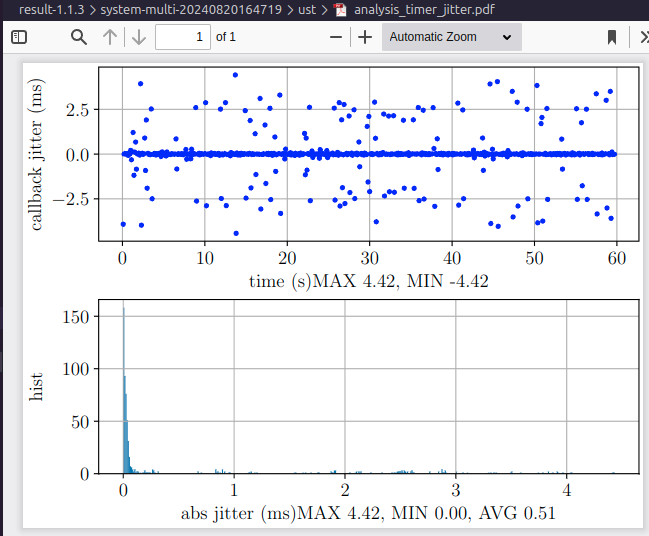 result-1.1.3 > system-multi-20240820164719 > ust > analysis_timer_jitter.pdf
1 of 1 − + Automatic Zoom
callback jitter (ms)
2.5
0.0
−2.5
0 10 20 30 40 50 60
time (s)MAX 4.42, MIN -4.42
hist
150
100
50
0
0 1 2 3 4
abs jitter (ms)MAX 4.42, MIN 0.00, AVG 0.51